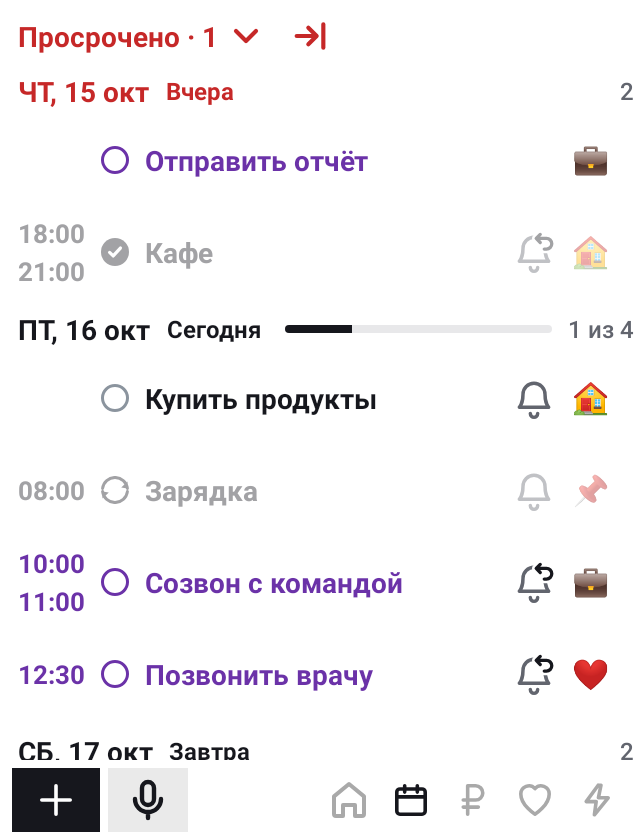 Просрочено · 1
ЧТ, 15 окт Вчера 2
Отправить отчёт
18:00
21:00 Кафе
ПТ, 16 окт Сегодня 1 из 4
Купить продукты
08:00 Зарядка
10:00
11:00 Созвон с командой
12:30 Позвонить врачу
СБ, 17 окт Завтра 2